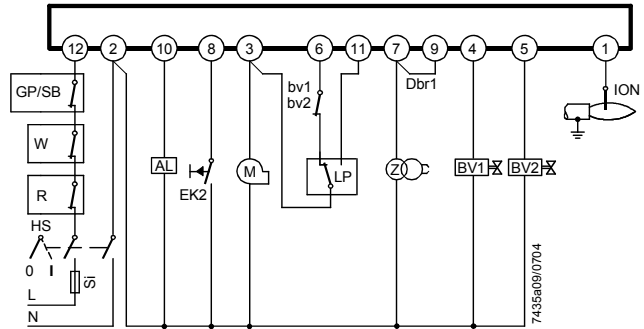 12 2 10 8 3 6 11 7 9 4 5 1
GP/SB
bv1
bv2
Dbr1
ION
W
AL
M
LP
Z
BV1
BV2
R
EK2
HS
0 I
Si
L
N
7435a09/0704